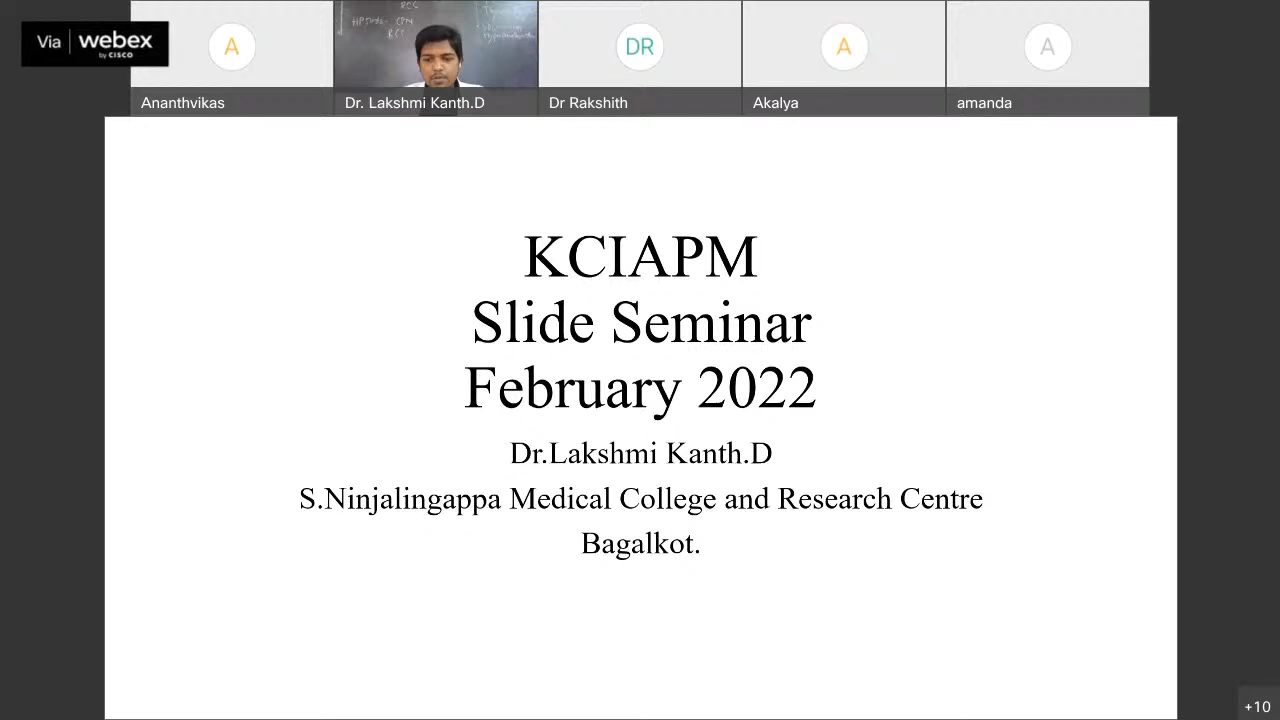 Via webex
by CISCO
A
DR
A
A
Ananthvikas
Dr. Lakshmi Kanth.D
Dr Rakshith
Akalya
amanda
KCIAPM
Slide Seminar
February 2022
Dr.Lakshmi Kanth.D
S.Ninjalingappa Medical College and Research Centre
Bagalkot.
+10